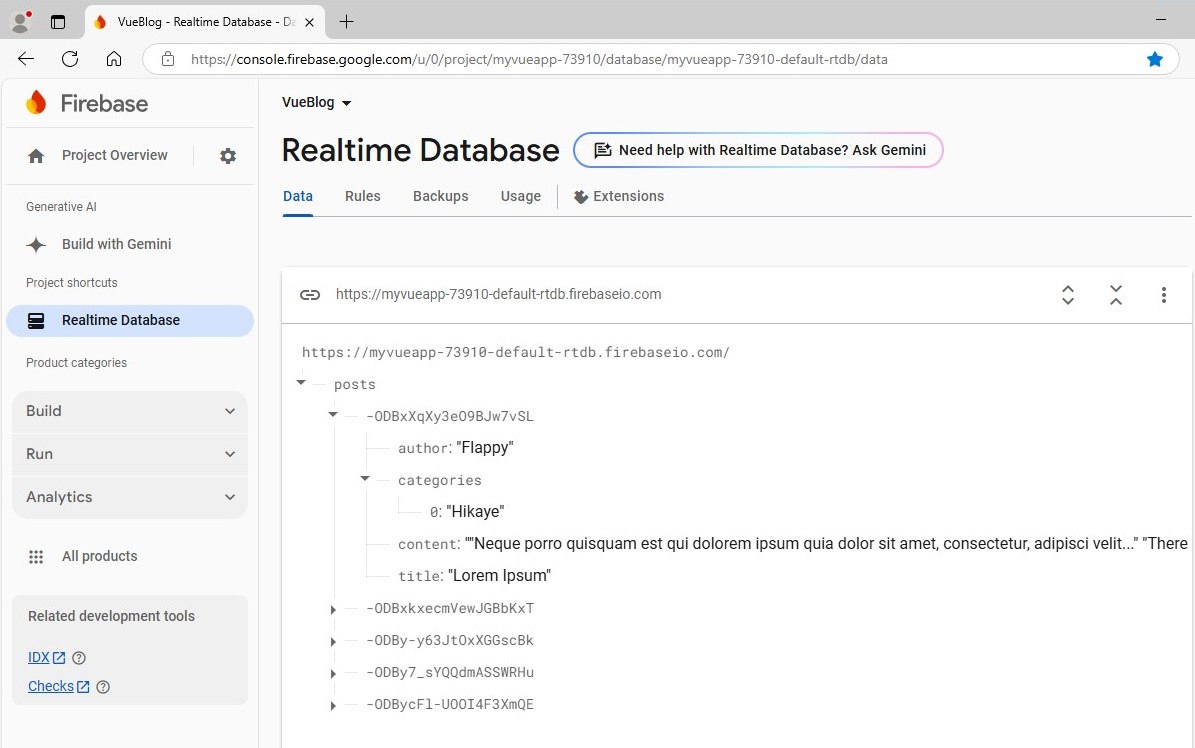 VueBlog - Realtime Database - Da
https://console.firebase.google.com/u/0/project/myvueapp-73910/database/myvueapp-73910-default-rtdb/data
Firebase
Project Overview
Generative AI
Build with Gemini
Project shortcuts
Realtime Database
Product categories
Build
Run
Analytics
All products
Related development tools
IDX
Checks
VueBlog
Realtime Database
Need help with Realtime Database? Ask Gemini
Data Rules Backups Usage Extensions
https://myvueapp-73910-default-rtdb.firebaseio.com
https://myvueapp-73910-default-rtdb.firebaseio.com/
posts
-ODBxXqXy3eO9BJw7vSL
author: "Flappy"
categories
0: "Hikaye"
content: ""Neque porro quisquam est qui dolorem ipsum quia dolor sit amet, consectetur, adipisci velit..." "There
title: "Lorem Ipsum"
-ODBxkxecmVewJGBbKxT
-ODBy-y63JtOxXGGscBk
-ODBy7_sYQQdmASSWRHu
-ODBycFl-UOOI4F3XmQE